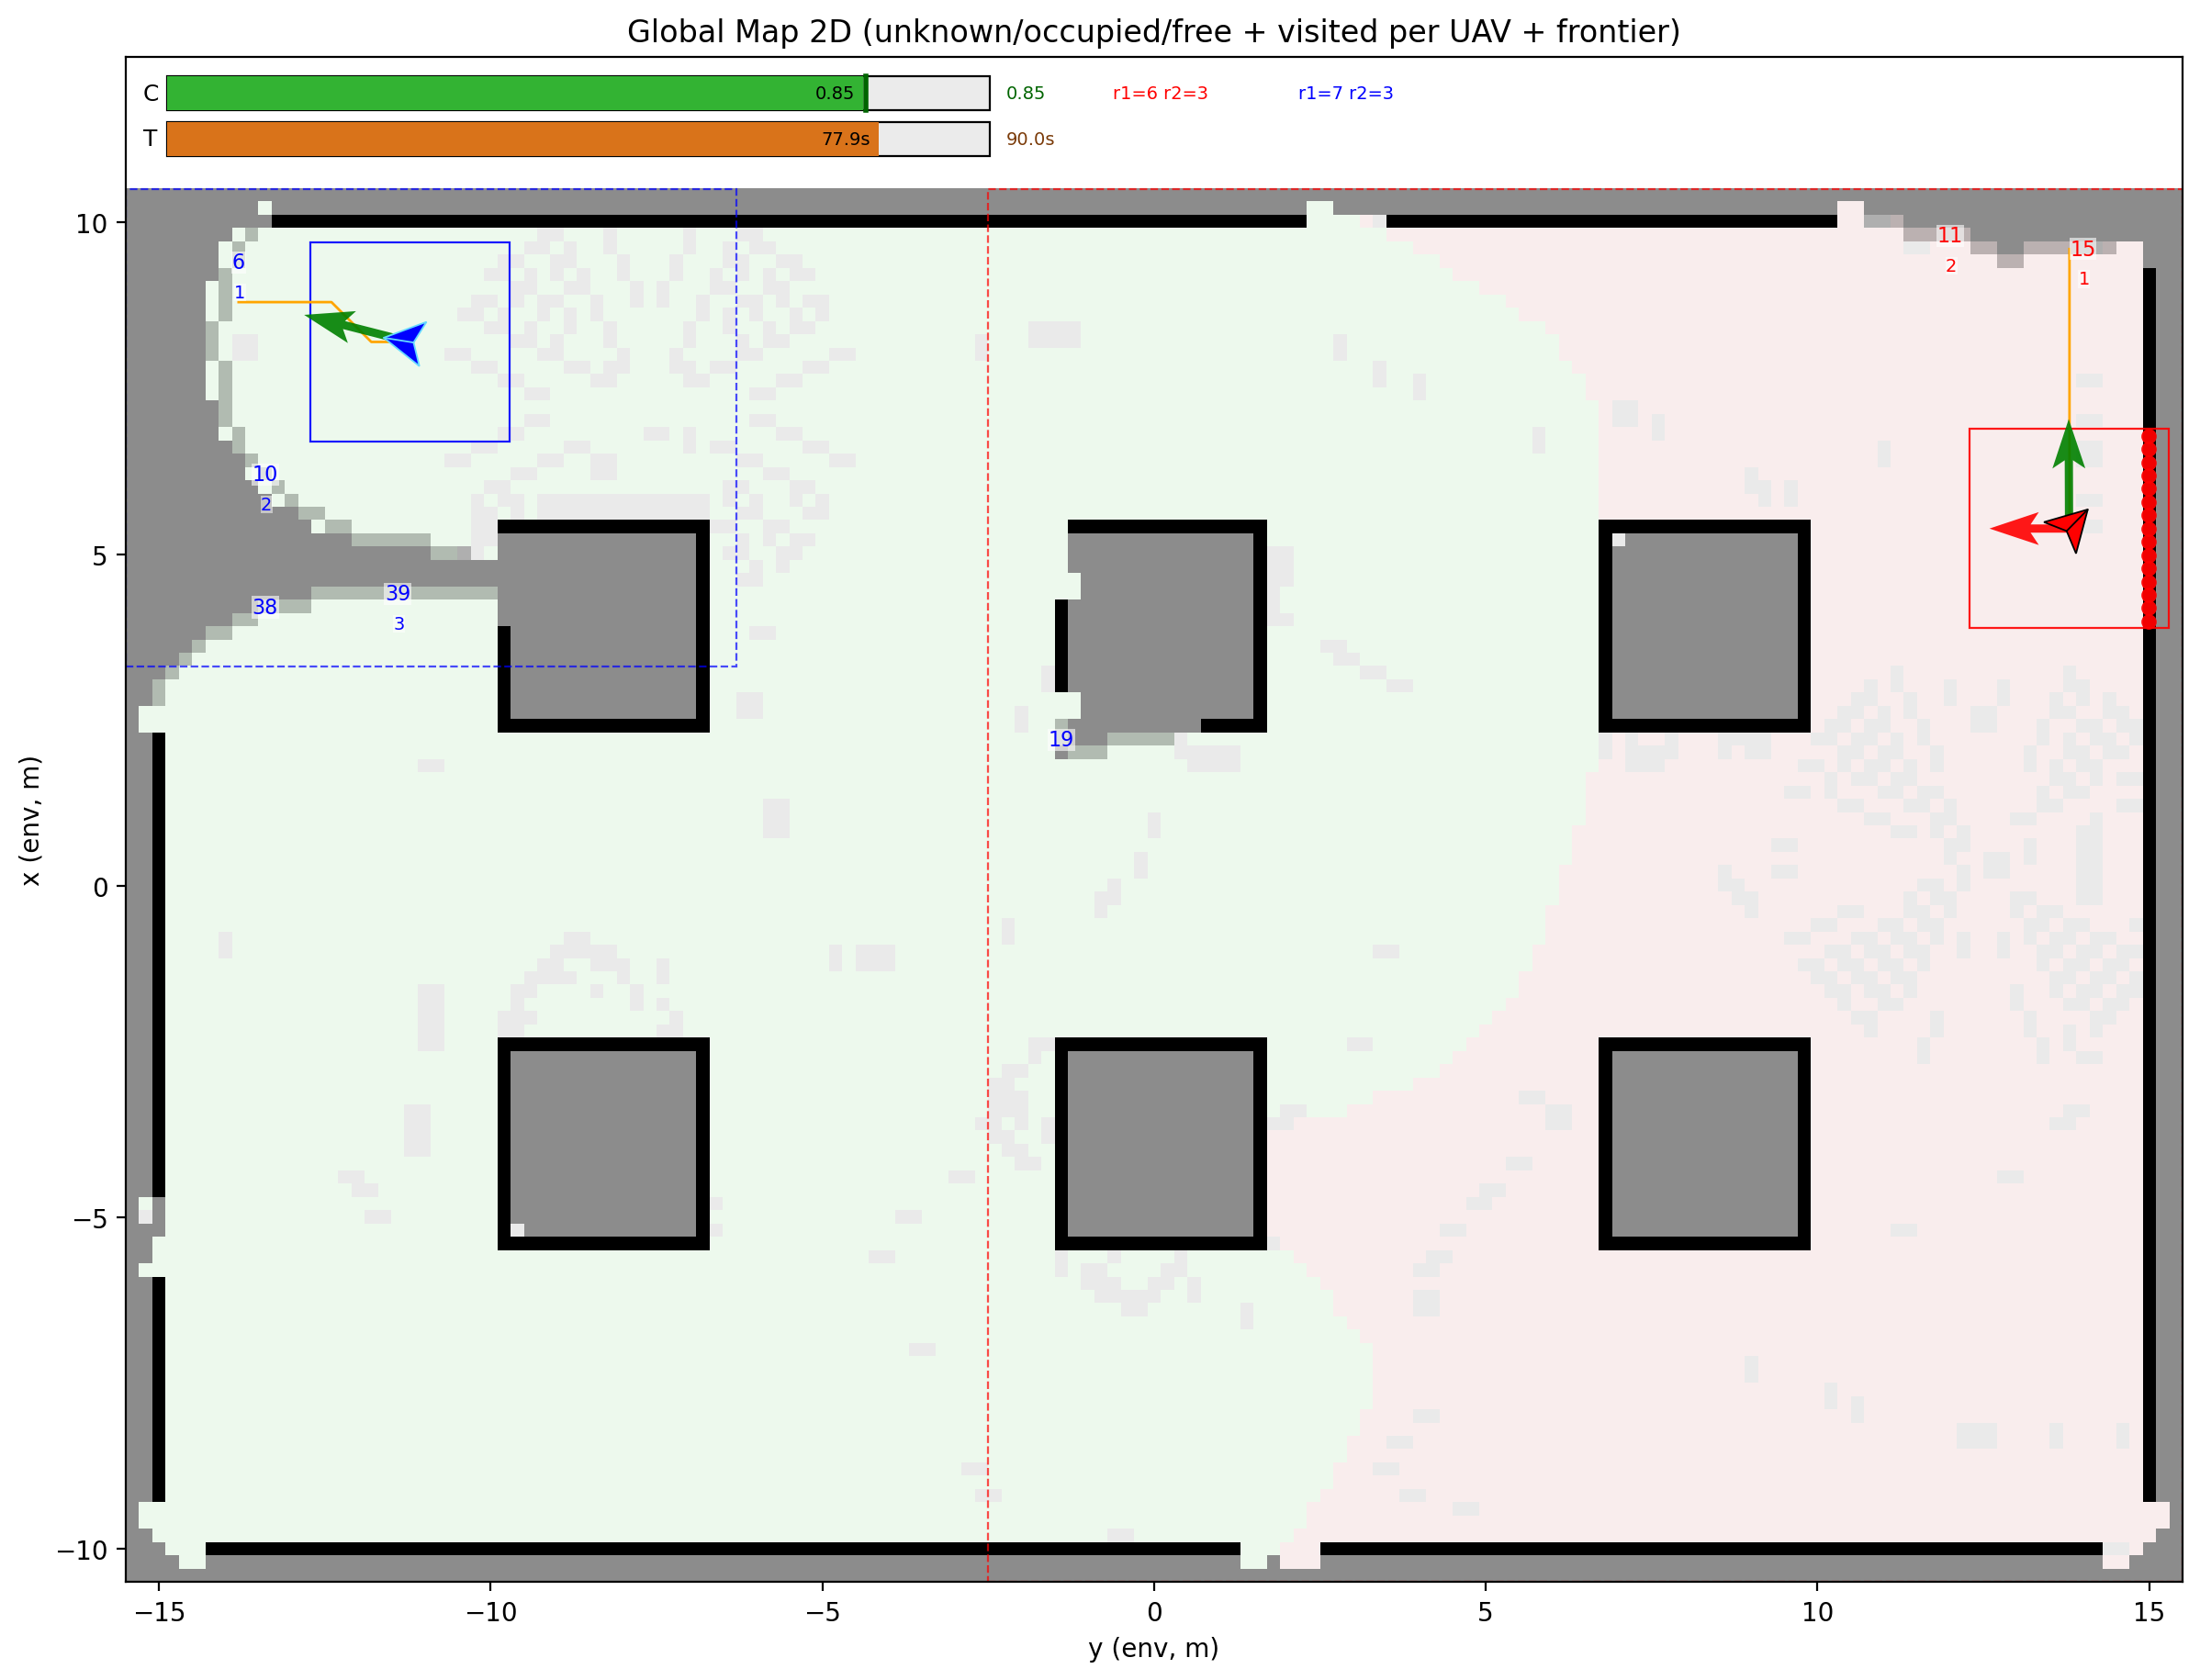 Global Map 2D (unknown/occupied/free + visited per UAV + frontier)
C 0.85 0.85 r1=6 r2=3 r1=7 r2=3
T 77.9s 90.0s
10
5
0
−5
−10
x (env, m)
6
1
10
2
38
39
3
19
11
2
15
1
−15 −10 −5 0 5 10 15
y (env, m)